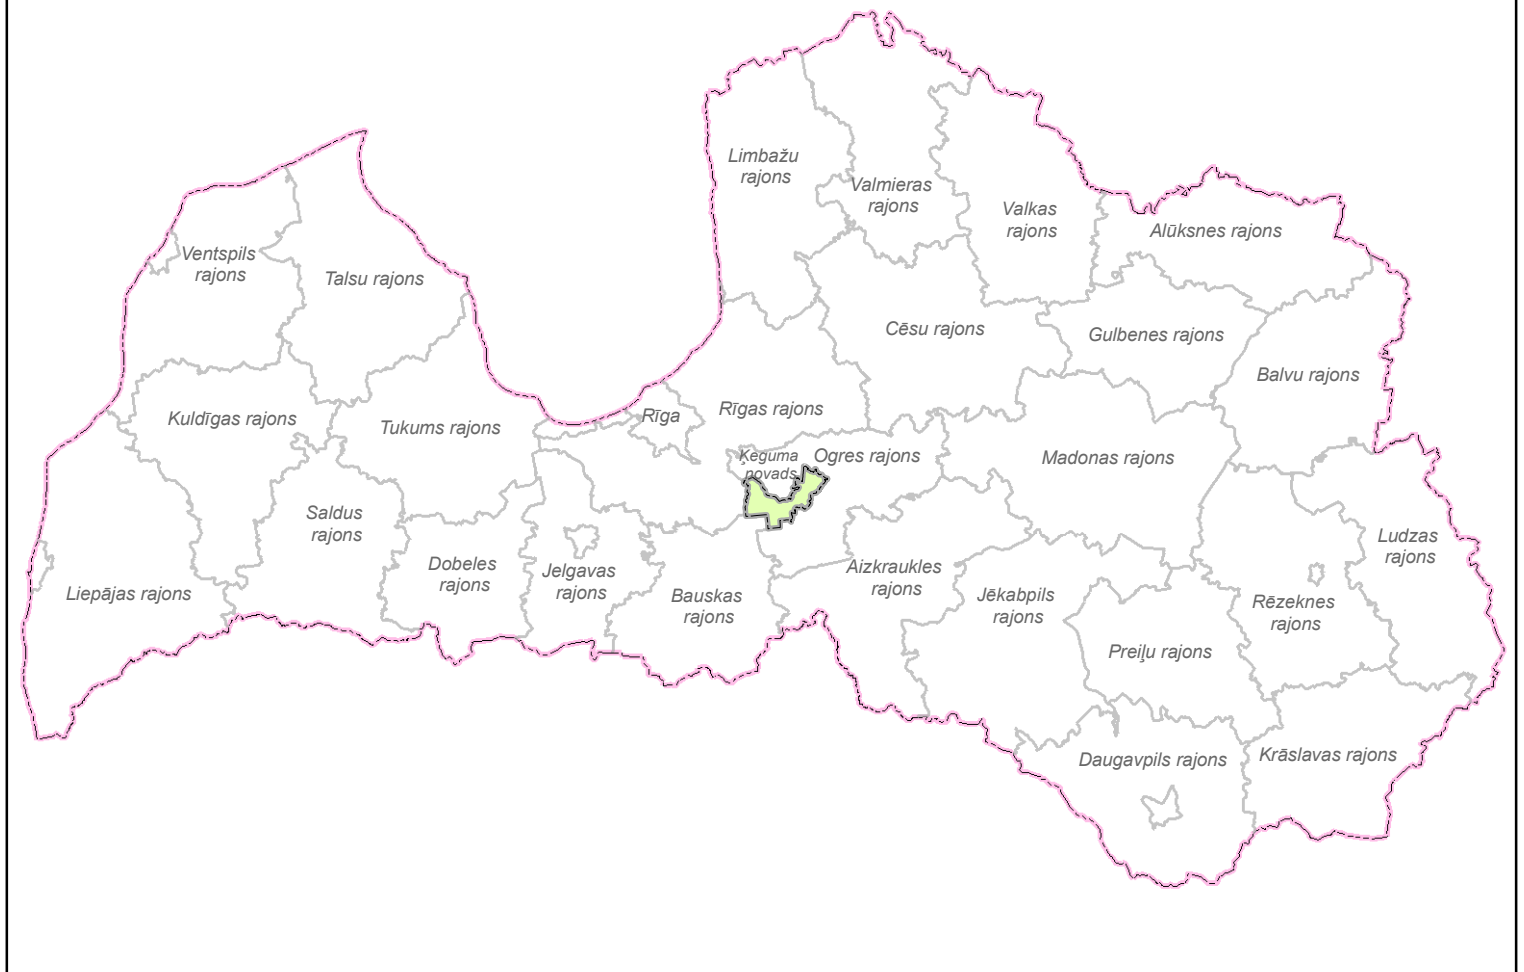 Limbažu
rajons
Valmieras
rajons
Valkas
rajons
Alūksnes rajons
Ventspils
rajons
Talsu rajons
Cēsu rajons
Gulbenes rajons
Balvu rajons
Kuldīgas rajons
Tukums rajons
Rīga
Rīgas rajons
Ķeguma
novads
Ogres rajons
Madonas rajons
Saldus
rajons
Dobeles
rajons
Jelgavas
rajons
Bauskas
rajons
Aizkraukles
rajons
Jēkabpils
rajons
Ludzas
rajons
Rēzeknes
rajons
Liepājas rajons
Preiļu rajons
Daugavpils rajons
Krāslavas rajons